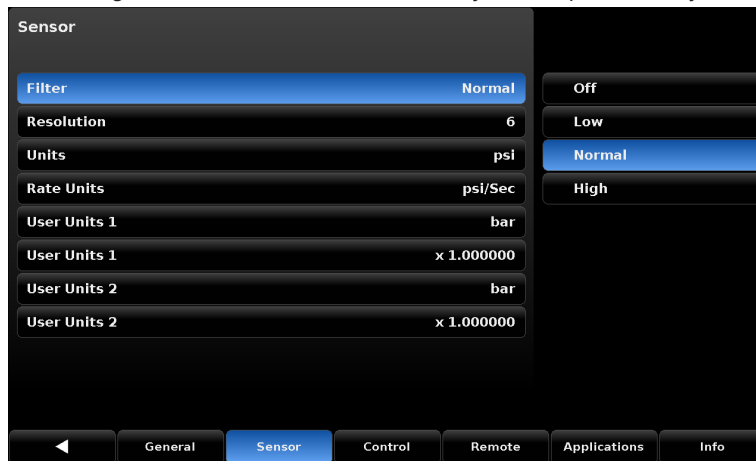 Sensor
Filter Normal
Resolution 6
Units psi
Rate Units psi/Sec
User Units 1 bar
User Units 1 x 1.000000
User Units 2 bar
User Units 2 x 1.000000
Off
Low
Normal
High
General Sensor Control Remote Applications Info